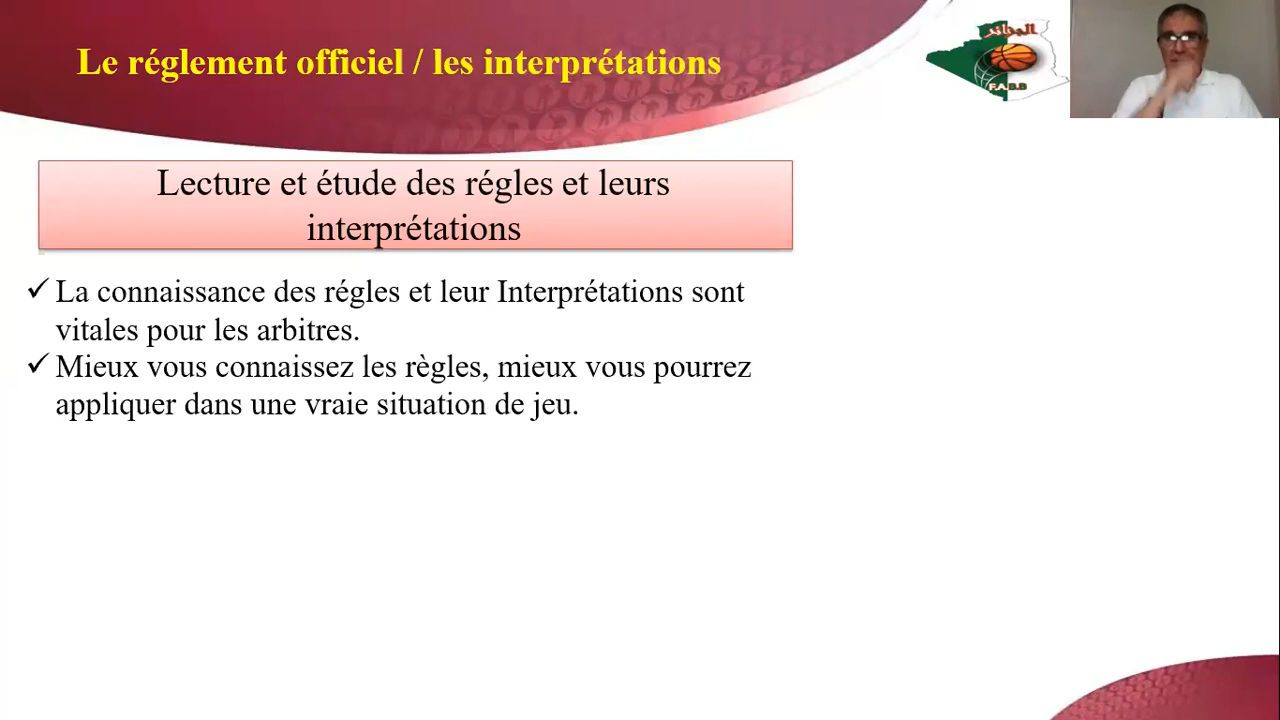 Le réglement officiel / les interprétations
الجزائر
F.A.B.B
Lecture et étude des régles et leurs
interprétations
✓ La connaissance des régles et leur Interprétations sont
vitales pour les arbitres.
✓ Mieux vous connaissez les règles, mieux vous pourrez
appliquer dans une vraie situation de jeu.